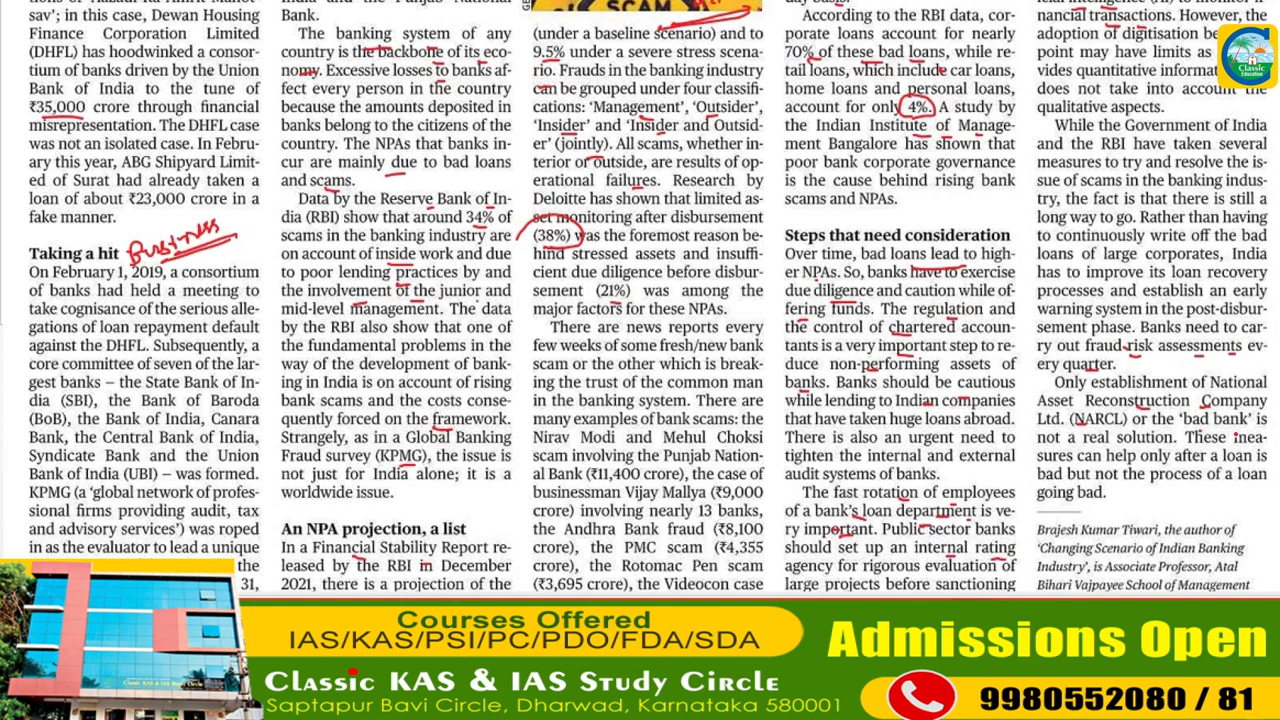 sav'; in this case, Dewan Housing
Finance Corporation Limited
(DHFL) has hoodwinked a consor-
tium of banks driven by the Union
Bank of India to the tune of
₹35,000 crore through financial
misrepresentation. The DHFL case
was not an isolated case. In Febru-
ary this year, ABG Shipyard Limit-
ed of Surat had already taken a
loan of about ₹23,000 crore in a
fake manner.
Taking a hit
Business
On February 1, 2019, a consortium
of banks had held a meeting to
take cognisance of the serious alle-
gations of loan repayment default
against the DHFL. Subsequently, a
core committee of seven of the lar-
gest banks – the State Bank of In-
dia (SBI), the Bank of Baroda
(BoB), the Bank of India, Canara
Bank, the Central Bank of India,
Syndicate Bank and the Union
Bank of India (UBI) – was formed.
KPMG (a 'global network of profes-
sional firms providing audit, tax
and advisory services') was roped
in as the evaluator to lead a unique
the
31,
Bank.
The banking system of any
country is the backbone of its eco-
nomy. Excessive losses to banks af-
fect every person in the country
because the amounts deposited in
banks belong to the citizens of the
country. The NPAs that banks in-
cur are mainly due to bad loans
and scams.
Data by the Reserve Bank of In-
dia (RBI) show that around 34% of
scams in the banking industry are
on account of inside work and due
to poor lending practices by and
the involvement of the junior and
mid-level management. The data
by the RBI also show that one of
the fundamental problems in the
way of the development of bank-
ing in India is on account of rising
bank scams and the costs conse-
quently forced on the framework.
Strangely, as in a Global Banking
Fraud survey (KPMG), the issue is
not just for India alone; it is a
worldwide issue.
An NPA projection, a list
In a Financial Stability Report re-
leased by the RBI in December
2021, there is a projection of the
SCAM
(under a baseline scenario) and to
9.5% under a severe stress scena-
rio. Frauds in the banking industry
can be grouped under four classifi-
cations: 'Management', 'Outsider',
'Insider' and 'Insider and Outsid-
er' (jointly). All scams, whether in-
terior or outside, are results of op-
erational failures. Research by
Deloitte has shown that limited as-
set monitoring after disbursement
(38%) was the foremost reason be-
hind stressed assets and insuffi-
cient due diligence before disbur-
sement (21%) was among the
major factors for these NPAs.
There are news reports every
few weeks of some fresh/new bank
scam or the other which is break-
ing the trust of the common man
in the banking system. There are
many examples of bank scams: the
Nirav Modi and Mehul Choksi
scam involving the Punjab Nation-
al Bank (₹11,400 crore), the case of
businessman Vijay Mallya (₹9,000
crore) involving nearly 13 banks,
the Andhra Bank fraud (₹8,100
crore), the PMC scam (₹4,355
crore), the Rotomac Pen scam
(₹3,695 crore), the Videocon case
According to the RBI data, cor-
porate loans account for nearly
70% of these bad loans, while re-
tail loans, which include car loans,
home loans and personal loans,
account for only 4%. A study by
the Indian Institute of Manage-
ment Bangalore has shown that
poor bank corporate governance
is the cause behind rising bank
scams and NPAs.
Steps that need consideration
Over time, bad loans lead to high-
er NPAs. So, banks have to exercise
due diligence and caution while of-
fering funds. The regulation and
the control of chartered accoun-
tants is a very important step to re-
duce non-performing assets of
banks. Banks should be cautious
while lending to Indian companies
that have taken huge loans abroad.
There is also an urgent need to
tighten the internal and external
audit systems of banks.
The fast rotation of employees
of a bank's loan department is ve-
ry important. Public sector banks
should set up an internal rating
agency for rigorous evaluation of
large projects before sanctioning
nancial transactions. However, the
adoption of digitisation be
point may have limits as
vides quantitative informat
does not take into account the
qualitative aspects.
While the Government of India
and the RBI have taken several
measures to try and resolve the is-
sue of scams in the banking indus-
try, the fact is that there is still a
long way to go. Rather than having
to continuously write off the bad
loans of large corporates, India
has to improve its loan recovery
processes and establish an early
warning system in the post-disbur-
sement phase. Banks need to car-
ry out fraud risk assessments ev-
ery quarter.
Only establishment of National
Asset Reconstruction Company
Ltd. (NARCL) or the 'bad bank' is
not a real solution. These mea-
sures can help only after a loan is
bad but not the process of a loan
going bad.
Brajesh Kumar Tiwari, the author of
'Changing Scenario of Indian Banking
Industry', is Associate Professor, Atal
Bihari Vajpayee School of Management
Classic
Education
CLASSIC KAS & IAS STUDY CIRCLE
Courses Offered
IAS/KAS/PSI/PC/PDO/FDA/SDA
Classic KAS & IAS Study Circle
Saptapur Bavi Circle, Dharwad, Karnataka 580001
Admissions Open
9980552080 / 81